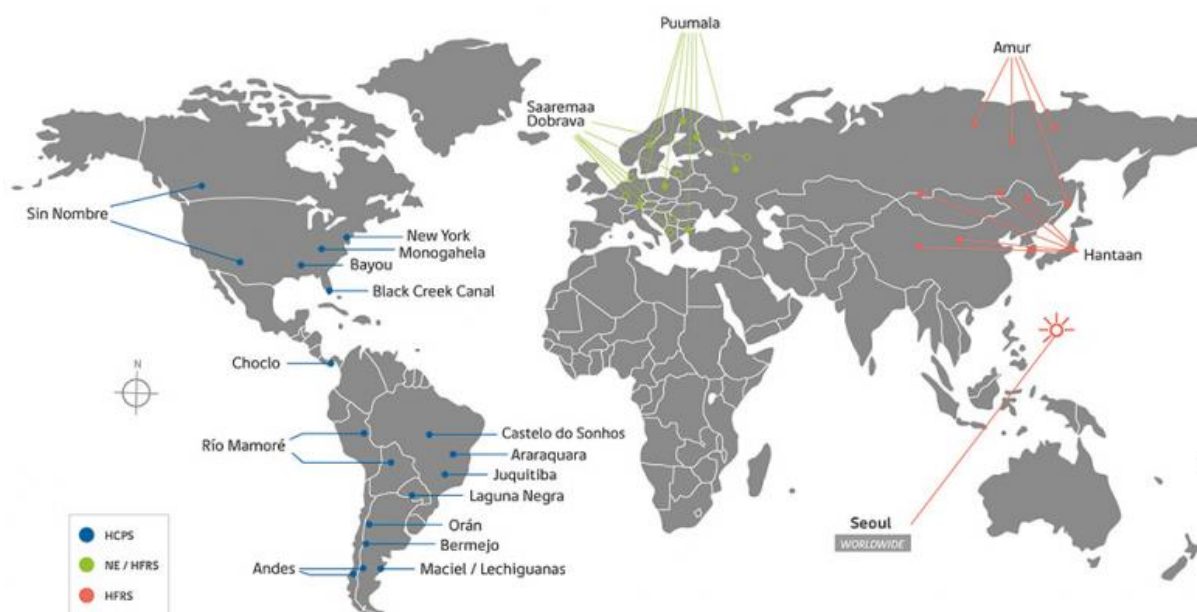 Puumala
Amur
Saaremaa
Dobrava
Sin Nombre
New York
Monogahela
Bayou
Hantaan
Black Creek Canal
N
Choclo
Río Mamoré
Castelo do Sonhos
Araraquara
Juquitiba
Laguna Negra
Orán
Seoul
WORLDWIDE
HCPS
Bermejo
NE / HFRS
Andes
Maciel / Lechiguanas
HFRS